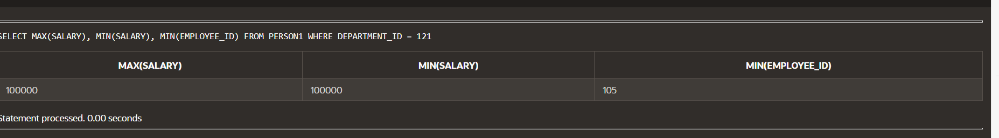 SELECT MAX(SALARY), MIN(SALARY), MIN(EMPLOYEE_ID) FROM PERSON1 WHERE DEPARTMENT_ID = 121
MAX(SALARY) MIN(SALARY) MIN(EMPLOYEE_ID)
100000 100000 105
Statement processed. 0.00 seconds